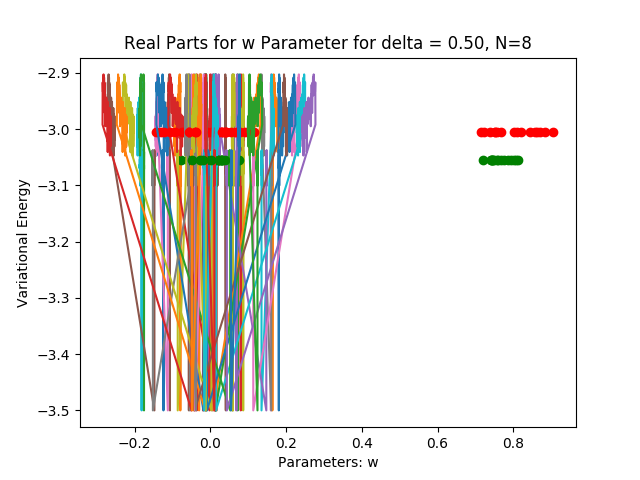 Real Parts for w Parameter for delta = 0.50, N=8
Variational Energy
−2.9
−3.0
−3.1
−3.2
−3.3
−3.4
−3.5
−0.2 0.0 0.2 0.4 0.6 0.8
Parameters: w